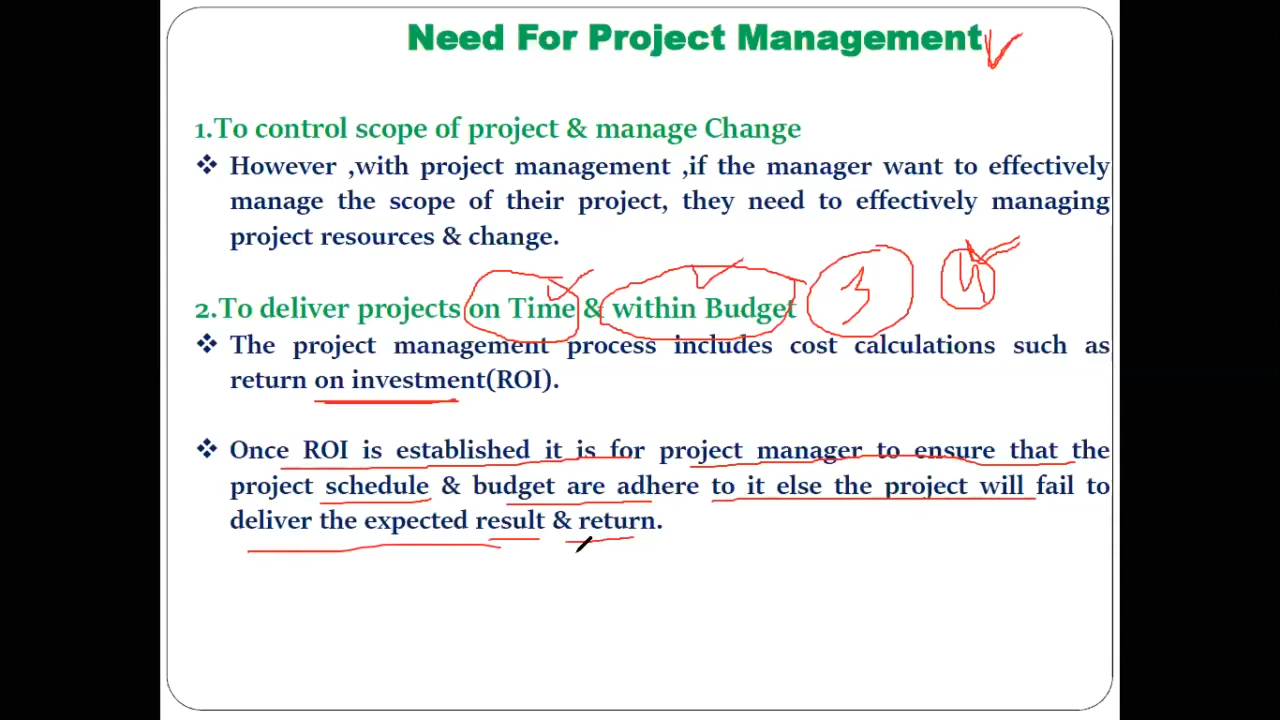 Need For Project Management
1.To control scope of project & manage Change
❖ However ,with project management ,if the manager want to effectively
manage the scope of their project, they need to effectively managing
project resources & change.
3
4
2.To deliver projects on Time & within Budget
❖ The project management process includes cost calculations such as
return on investment(ROI).
❖ Once ROI is established it is for project manager to ensure that the
project schedule & budget are adhere to it else the project will fail to
deliver the expected result & return.